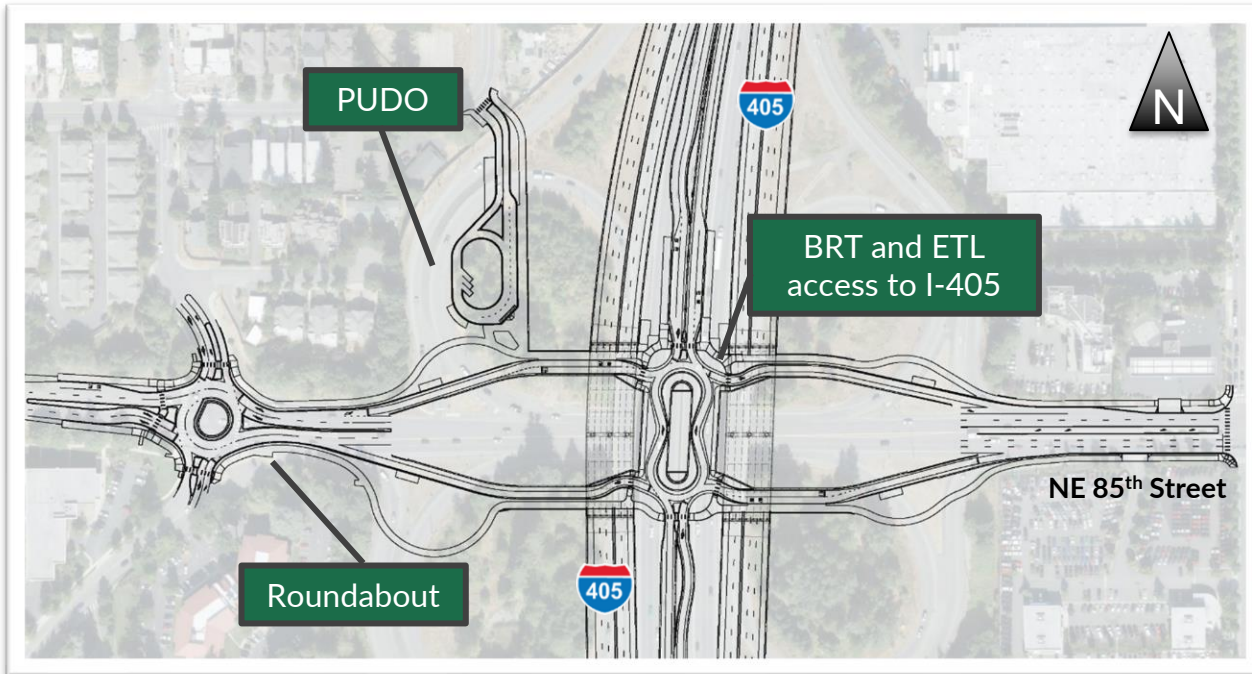 PUDO
405
N
BRT and ETL
access to I-405
NE 85th Street
405
Roundabout